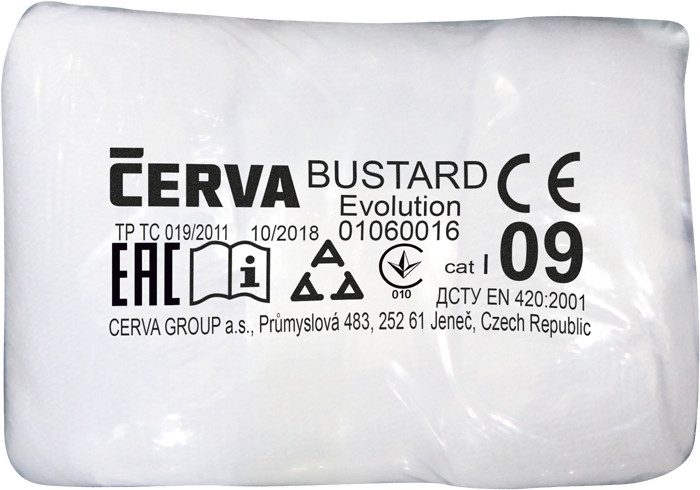 ČERVA BUSTARD CE
Evolution
TP TC 019/2011 10/2018 01060016
EAC i 010 cat I 09
ДСТУ EN 420:2001
CERVA GROUP a.s., Průmyslová 483, 252 61 Jeneč, Czech Republic